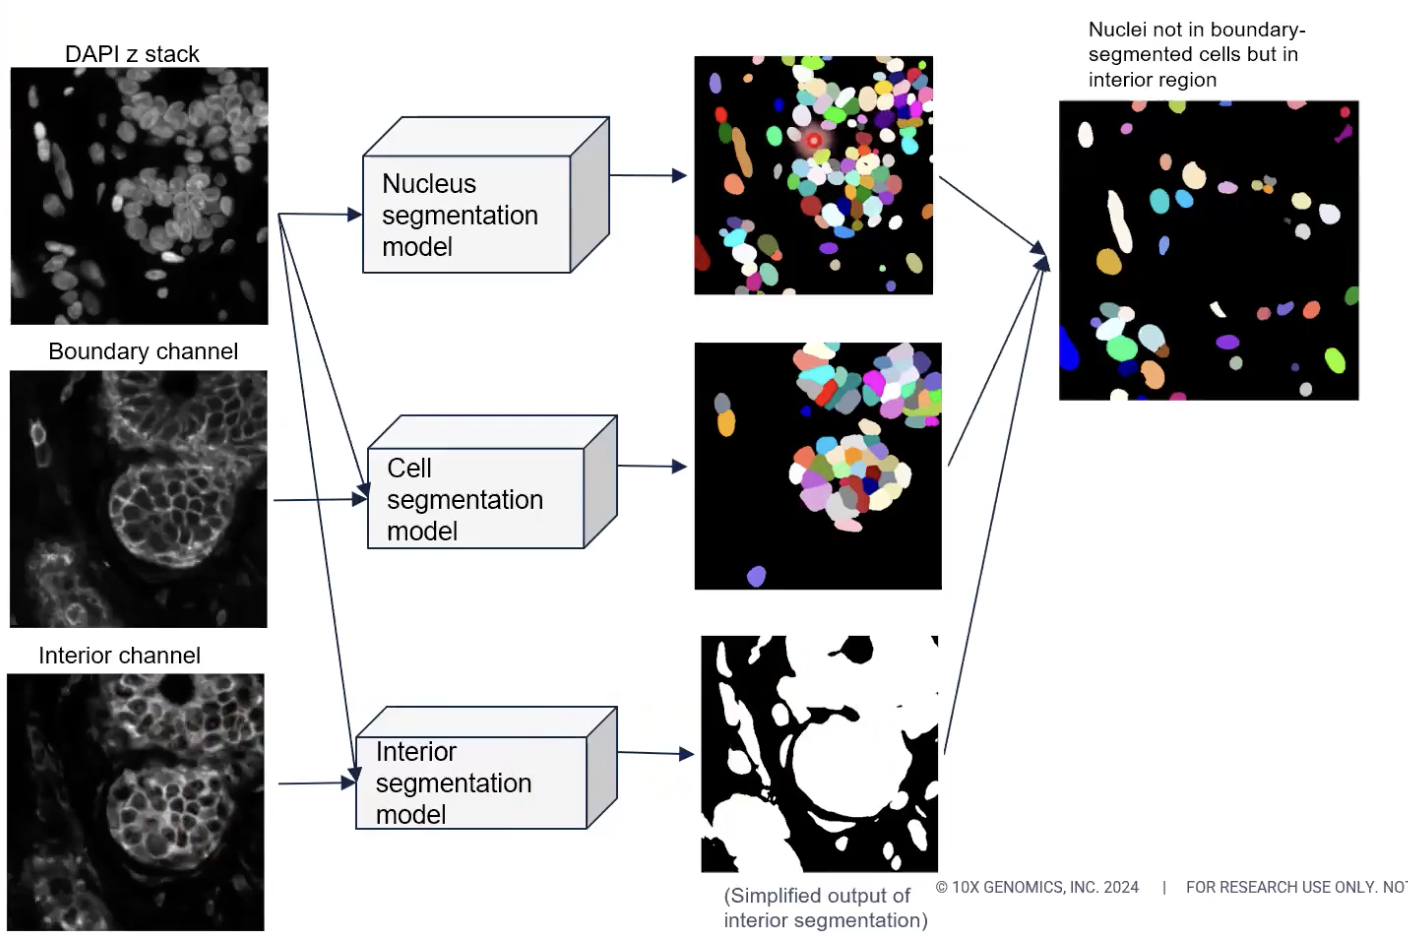 DAPI z stack
Nucleus
segmentation
model
Nuclei not in boundary-
segmented cells but in
interior region
Boundary channel
Cell
segmentation
model
Interior channel
Interior
segmentation
model
(Simplified output of
interior segmentation)
© 10X GENOMICS, INC. 2024 | FOR RESEARCH USE ONLY. NOT